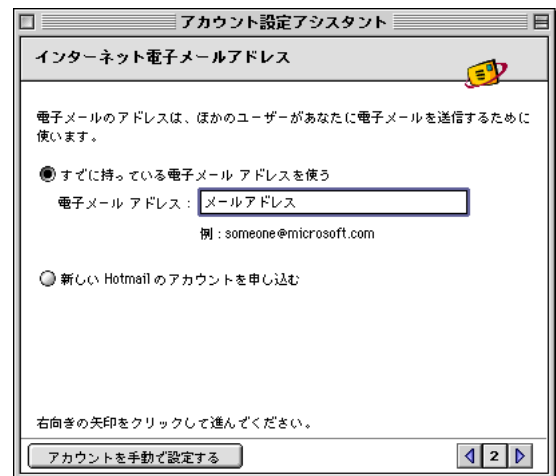 アカウント設定アシスタント
インターネット電子メールアドレス
電子メールのアドレスは、ほかのユーザーがあなたに電子メールを送信するために
使います。
すでに持っている電子メール アドレスを使う
電子メール アドレス：メールアドレス
例：someone@microsoft.com
新しい Hotmail のアカウントを申し込む
右向きの矢印をクリックして進んでください。
アカウントを手動で設定する
2